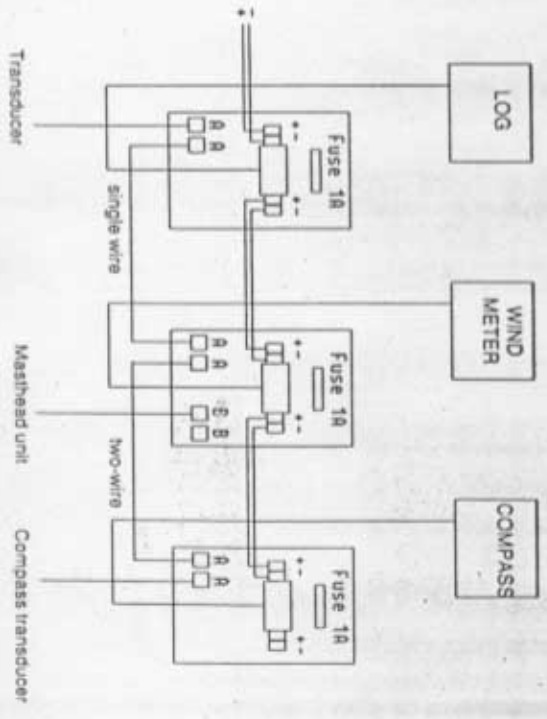 LOG
WIND
METER
COMPASS
Fuse 1A
Fuse 1A
Fuse 1A
+ -
+ -
+ -
+ -
+ -
+ -
-
+
A A
A A B B
A A
single wire
two-wire
Transducer
Masthead unit
Compass transducer